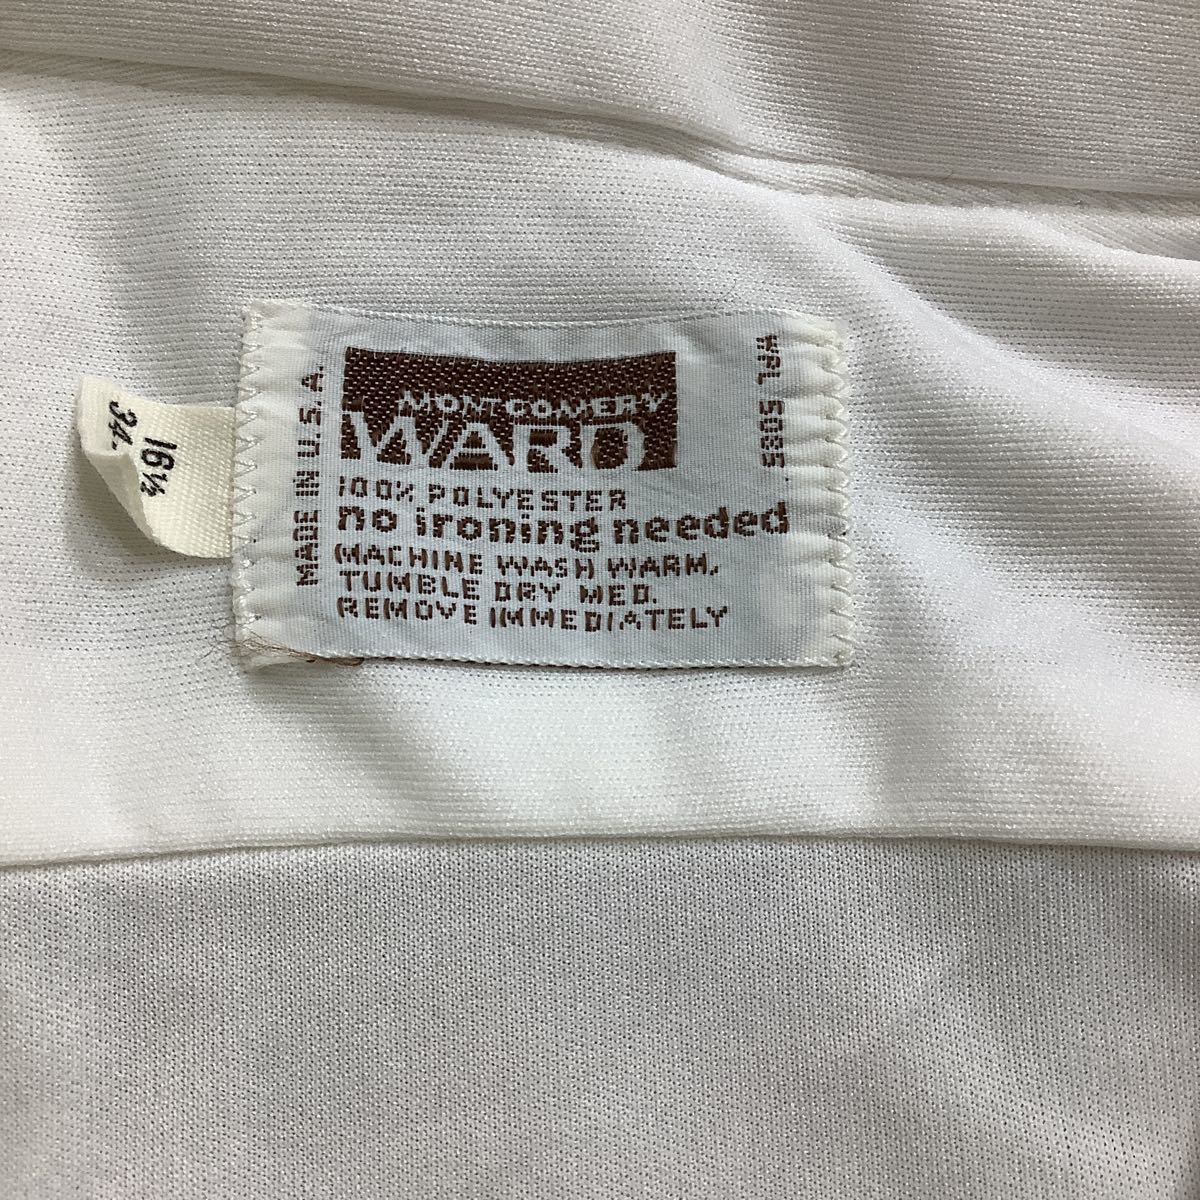 MONTGOMERY
WARD
100% POLYESTER
no ironing needed
MACHINE WASH WARM.
TUMBLE DRY MED.
REMOVE IMMEDIATELY
MADE IN U.S.A.
WPL 5085
16½
34-